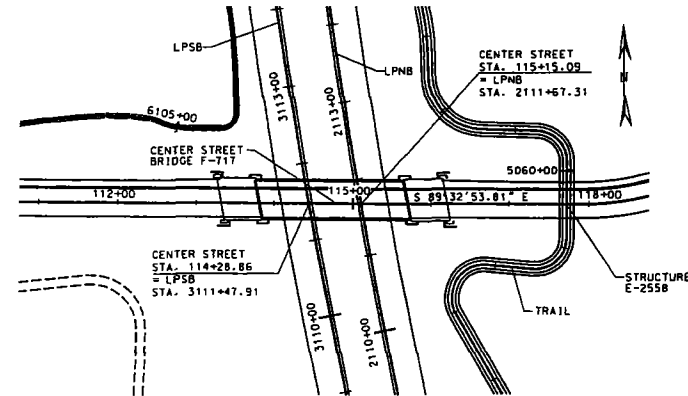 LPSB
LPNB
CENTER STREET
STA. 115+15.09
= LPNB
STA. 2111+67.31
N
3113+00
2113+00
6105+00
CENTER STREET
BRIDGE F-717
5060+00
112+00
115+00
S 89°32'53.81" E
118+00
CENTER STREET
STA. 114+28.86
= LPSB
STA. 3111+47.91
STRUCTURE
E-2558
TRAIL
3110+00
2110+00